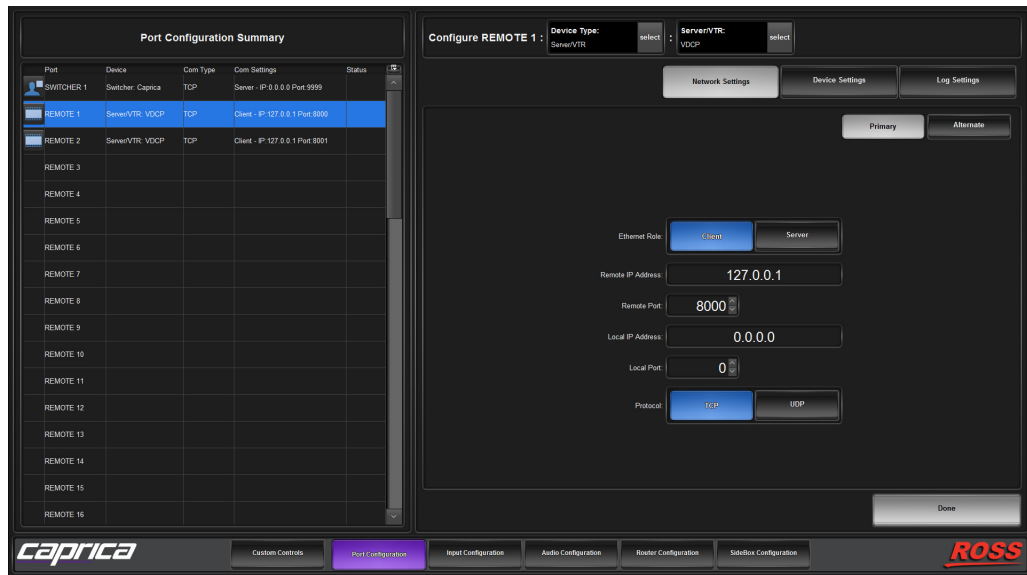 Port Configuration Summary
Port Device Com Type Com Settings Status
SWITCHER 1 Switcher: Caprica TCP Server - IP:0.0.0.0 Port:9999
REMOTE 1 Server/VTR: VDCP TCP Client - IP:127.0.0.1 Port:8000
REMOTE 2 Server/VTR: VDCP TCP Client - IP:127.0.0.1 Port:8001
REMOTE 3
REMOTE 4
REMOTE 5
REMOTE 6
REMOTE 7
REMOTE 8
REMOTE 9
REMOTE 10
REMOTE 11
REMOTE 12
REMOTE 13
REMOTE 14
REMOTE 15
REMOTE 16
Configure REMOTE 1 : Device Type: Server/VTR select : Server/VTR: VDCP select
Network Settings Device Settings Log Settings
Primary Alternate
Ethernet Role: Client Server
Remote IP Address: 127.0.0.1
Remote Port: 8000
Local IP Address: 0.0.0.0
Local Port: 0
Protocol: TCP UDP
Done
caprica Custom Controls Port Configuration Input Configuration Audio Configuration Router Configuration SideBox Configuration ROSS